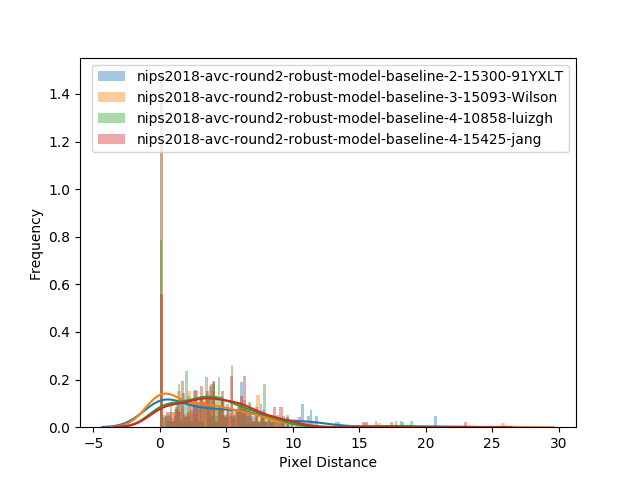 nips2018-avc-round2-robust-model-baseline-2-15300-91YXLT
nips2018-avc-round2-robust-model-baseline-3-15093-Wilson
nips2018-avc-round2-robust-model-baseline-4-10858-luizgh
nips2018-avc-round2-robust-model-baseline-4-15425-jang
1.4
1.2
1.0
0.8
0.6
0.4
0.2
0.0
Frequency
−5
0
5
10
15
20
25
30
Pixel Distance